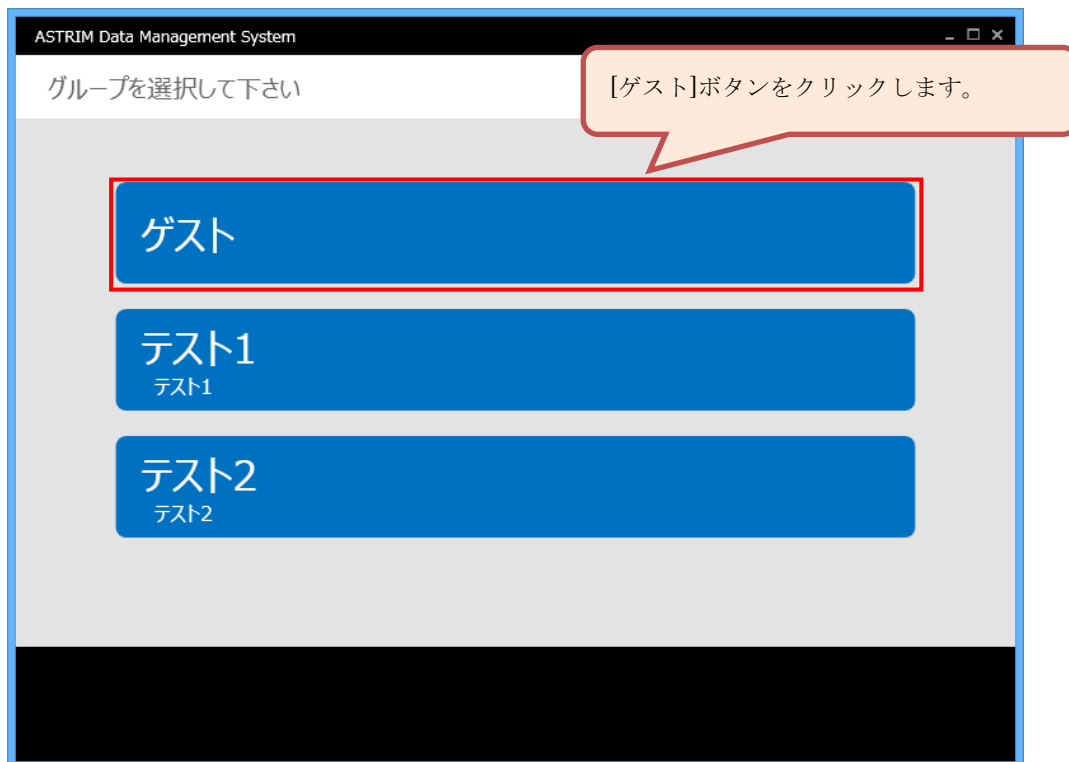 ASTRIM Data Management System
グループを選択して下さい
[ゲスト]ボタンをクリックします。
ゲスト
テスト1
テスト1
テスト2
テスト2